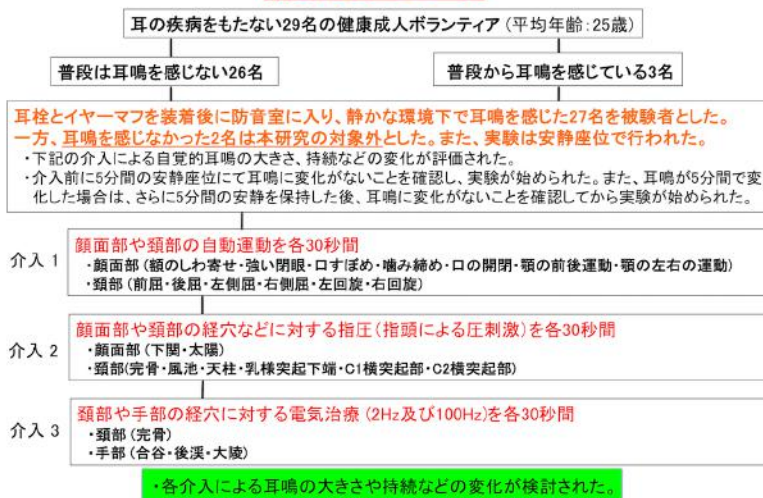 耳の疾病をもたない29名の健康成人ボランティア (平均年齢:25歳)
普段は耳鳴を感じない26名
普段から耳鳴を感じている3名
耳栓とイヤーマフを装着後に防音室に入り、静かな環境下で耳鳴を感じた27名を被験者とした。
一方、耳鳴を感じなかった2名は本研究の対象外とした。また、実験は安静座位で行われた。
・下記の介入による自覚的耳鳴の大きさ、持続などの変化が評価された。
・介入前に5分間の安静座位にて耳鳴に変化がないことを確認し、実験が始められた。また、耳鳴が5分間で変
化した場合は、さらに5分間の安静を保持した後、耳鳴に変化がないことを確認してから実験が始められた。
介入 1
顔面部や頚部の自動運動を各30秒間
・顔面部 (額のしわ寄せ・強い閉眼・口すぼめ・噛み締め・口の開閉・顎の前後運動・顎の左右の運動)
・頚部 (前屈・後屈・左側屈・右側屈・左回旋・右回旋)
介入 2
顔面部や頚部の経穴などに対する指圧 (指頭による圧刺激) を各30秒間
・顔面部 (下関・太陽)
・頚部(完骨・風池・天柱・乳様突起下端・C1横突起部・C2横突起部)
介入 3
頚部や手部の経穴に対する電気治療 (2Hz及び100Hz)を各30秒間
・頚部 (完骨)
・手部 (合谷・後渓・大陵)
・各介入による耳鳴の大きさや持続などの変化が検討された。